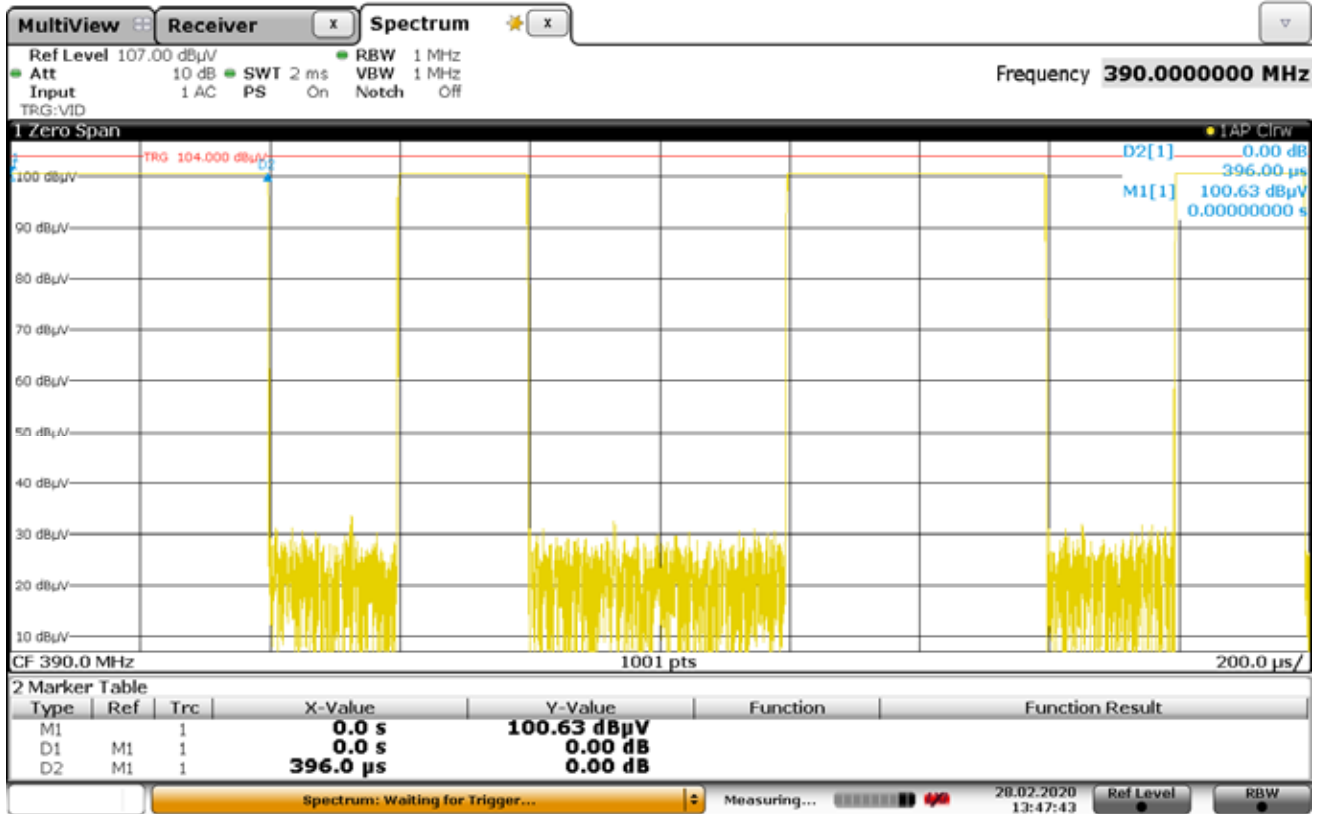 MultiView Receiver X Spectrum X
Ref Level 107.00 dBµV RBW 1 MHz
Att 10 dB SWT 2 ms VBW 1 MHz Frequency 390.0000000 MHz
Input 1 AC PS On Notch Off
TRG:VID
1 Zero Span 1AP Clrw
TRG 104.000 dBµV D2[1] 0.00 dB
D2 396.00 µs
100 dBµV M1[1] 100.63 dBµV
0.00000000 s
90 dBµV
80 dBµV
70 dBµV
60 dBµV
50 dBµV
40 dBµV
30 dBµV
20 dBµV
10 dBµV
CF 390.0 MHz 1001 pts 200.0 µs/
2 Marker Table
Type Ref Trc X-Value Y-Value Function Function Result
M1 1 0.0 s 100.63 dBµV
D1 M1 1 0.0 s 0.00 dB
D2 M1 1 396.0 µs 0.00 dB
Spectrum: Waiting for Trigger... Measuring... 28.02.2020 Ref Level RBW
13:47:43